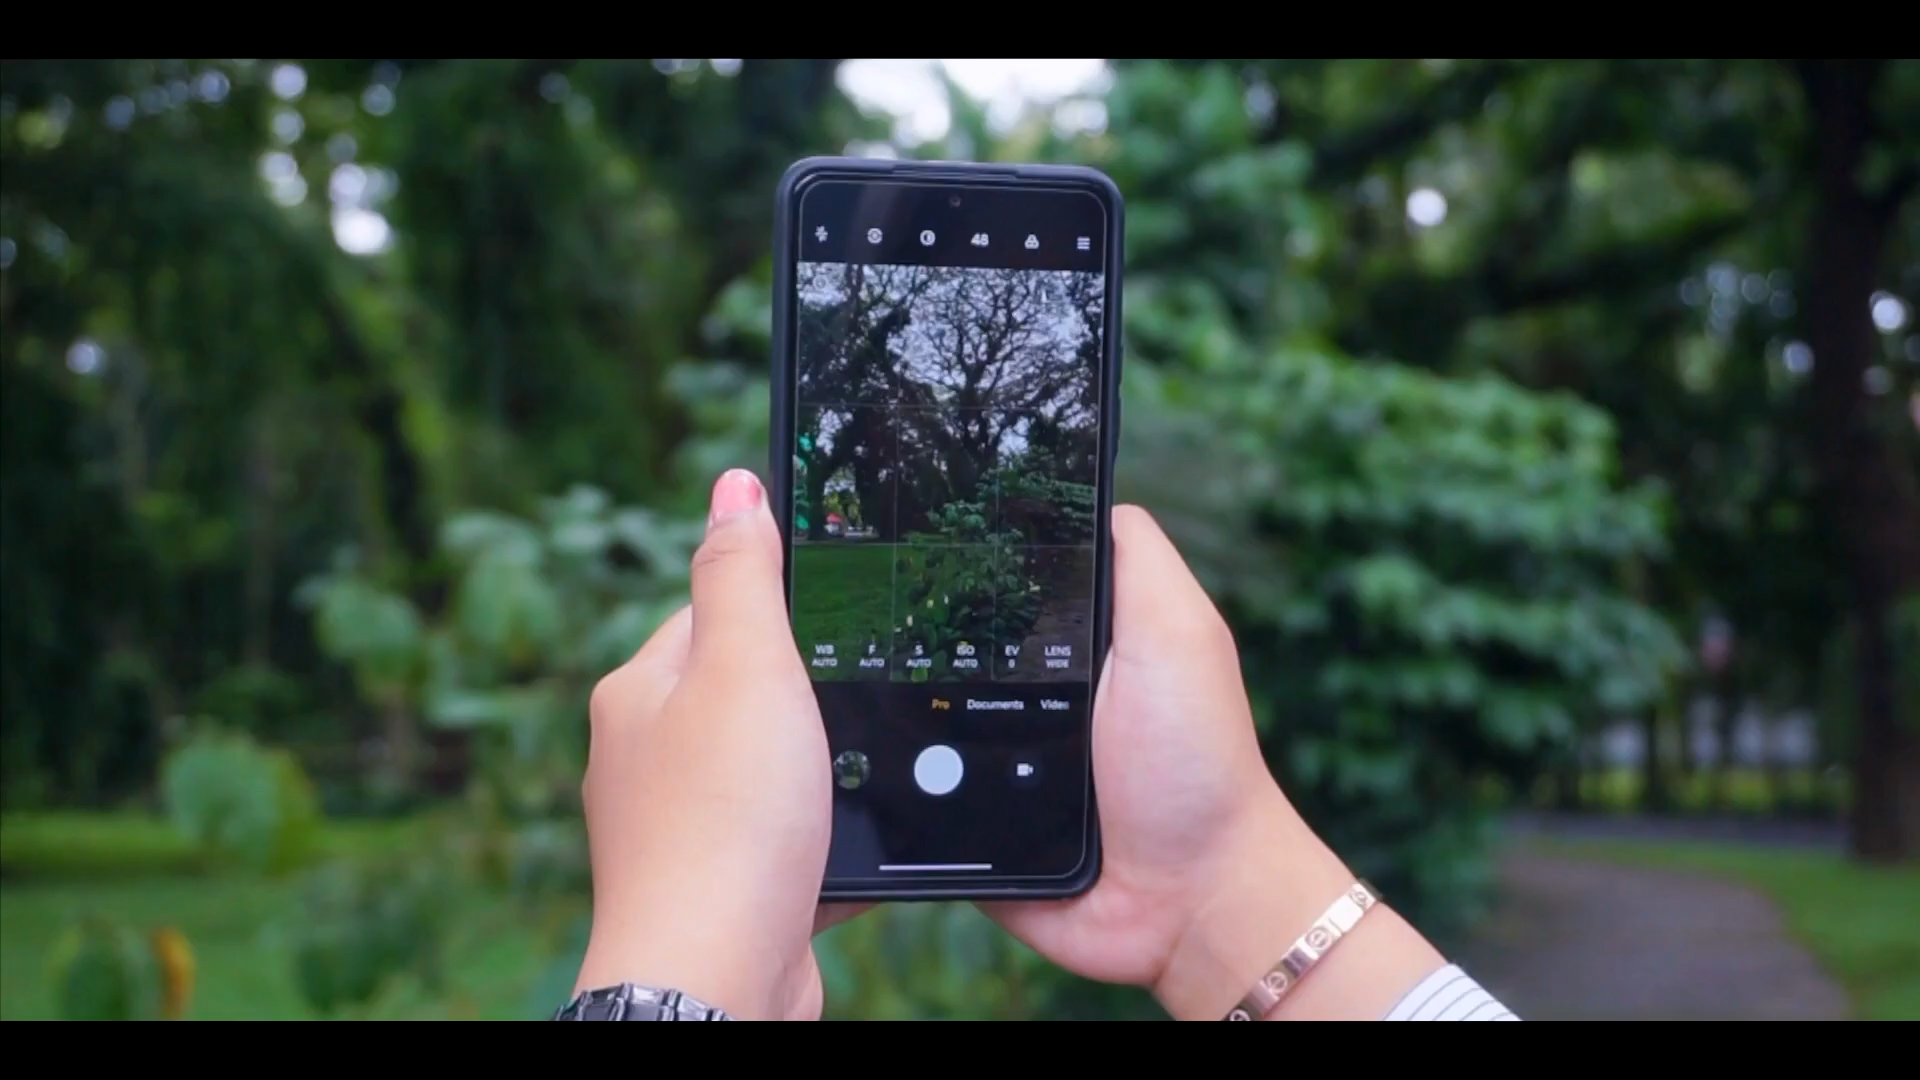 48
WB F S ISO EV LENS
AUTO AUTO AUTO AUTO 0 WIDE
Pro Documents Video